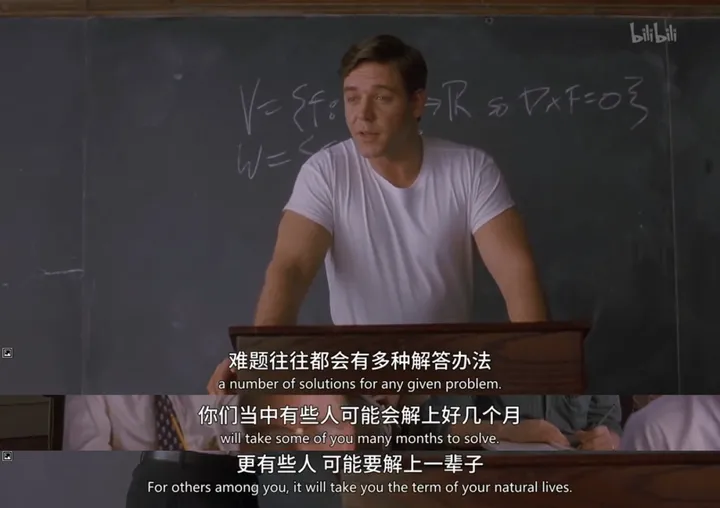 bilibili
V={f: →R so ∇×F=0}
W={
难题往往都会有多种解答办法
a number of solutions for any given problem.
你们当中有些人可能会解上好几个月
will take some of you many months to solve.
更有些人 可能要解上一辈子
For others among you, it will take you the term of your natural lives.